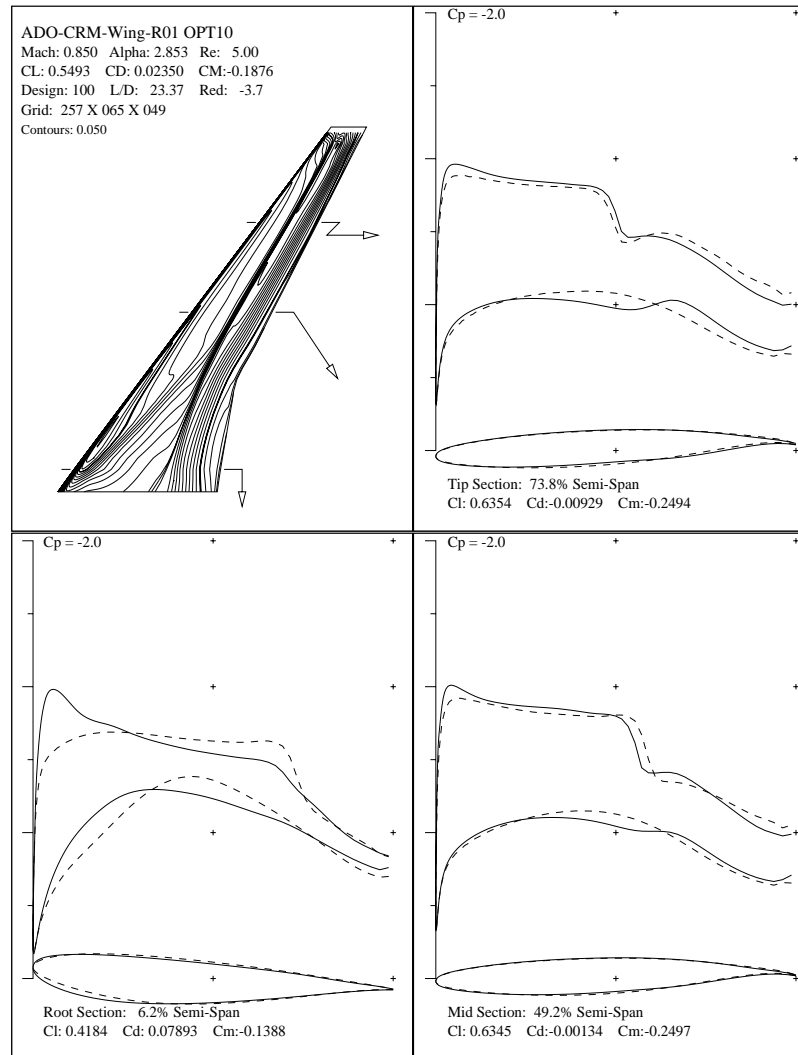 ADO-CRM-Wing-R01 OPT10
Mach: 0.850 Alpha: 2.853 Re: 5.00
CL: 0.5493 CD: 0.02350 CM:-0.1876
Design: 100 L/D: 23.37 Red: -3.7
Grid: 257 X 065 X 049
Contours: 0.050
Cp = -2.0
Tip Section: 73.8% Semi-Span
Cl: 0.6354 Cd:-0.00929 Cm:-0.2494
Cp = -2.0
Root Section: 6.2% Semi-Span
Cl: 0.4184 Cd: 0.07893 Cm:-0.1388
Cp = -2.0
Mid Section: 49.2% Semi-Span
Cl: 0.6345 Cd:-0.00134 Cm:-0.2497